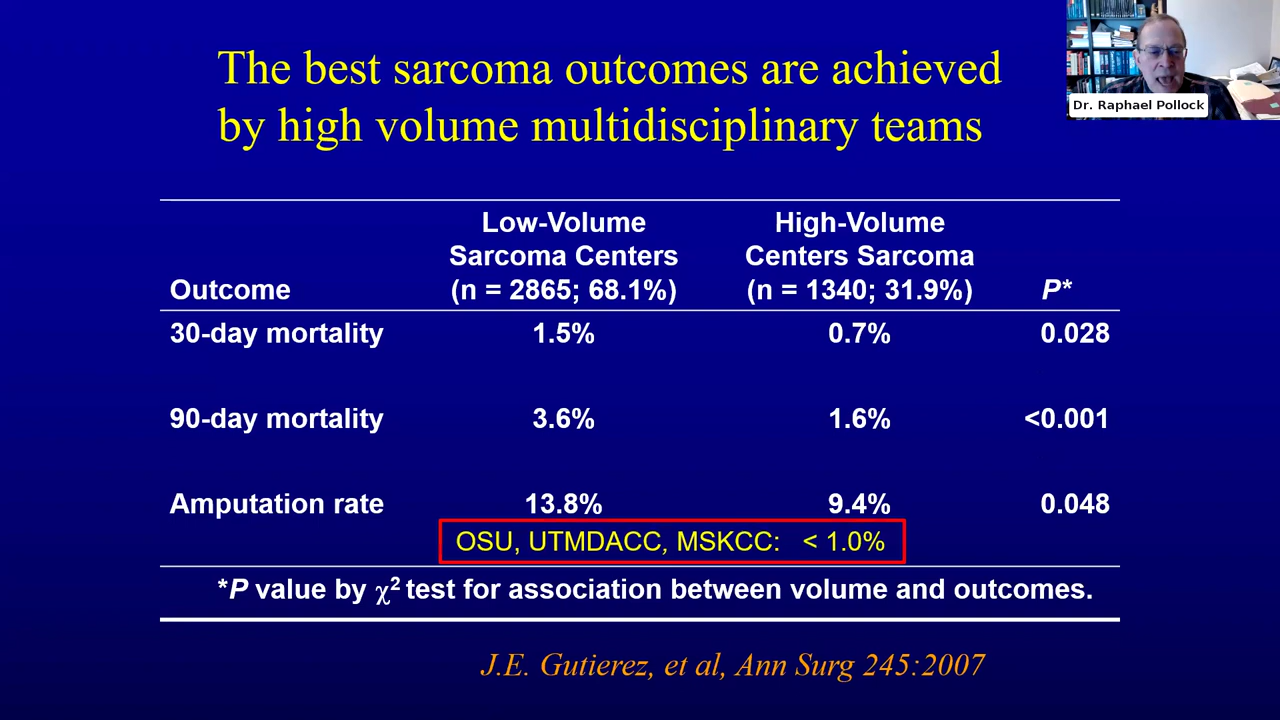 The best sarcoma outcomes are achieved
by high volume multidisciplinary teams
Dr. Raphael Pollock
Low-Volume
Sarcoma Centers
(n = 2865; 68.1%)
High-Volume
Centers Sarcoma
(n = 1340; 31.9%)
Outcome
P*
30-day mortality 1.5% 0.7% 0.028
90-day mortality 3.6% 1.6% <0.001
Amputation rate 13.8% 9.4% 0.048
OSU, UTMDACC, MSKCC: < 1.0%
*P value by χ² test for association between volume and outcomes.
J.E. Gutierez, et al, Ann Surg 245:2007